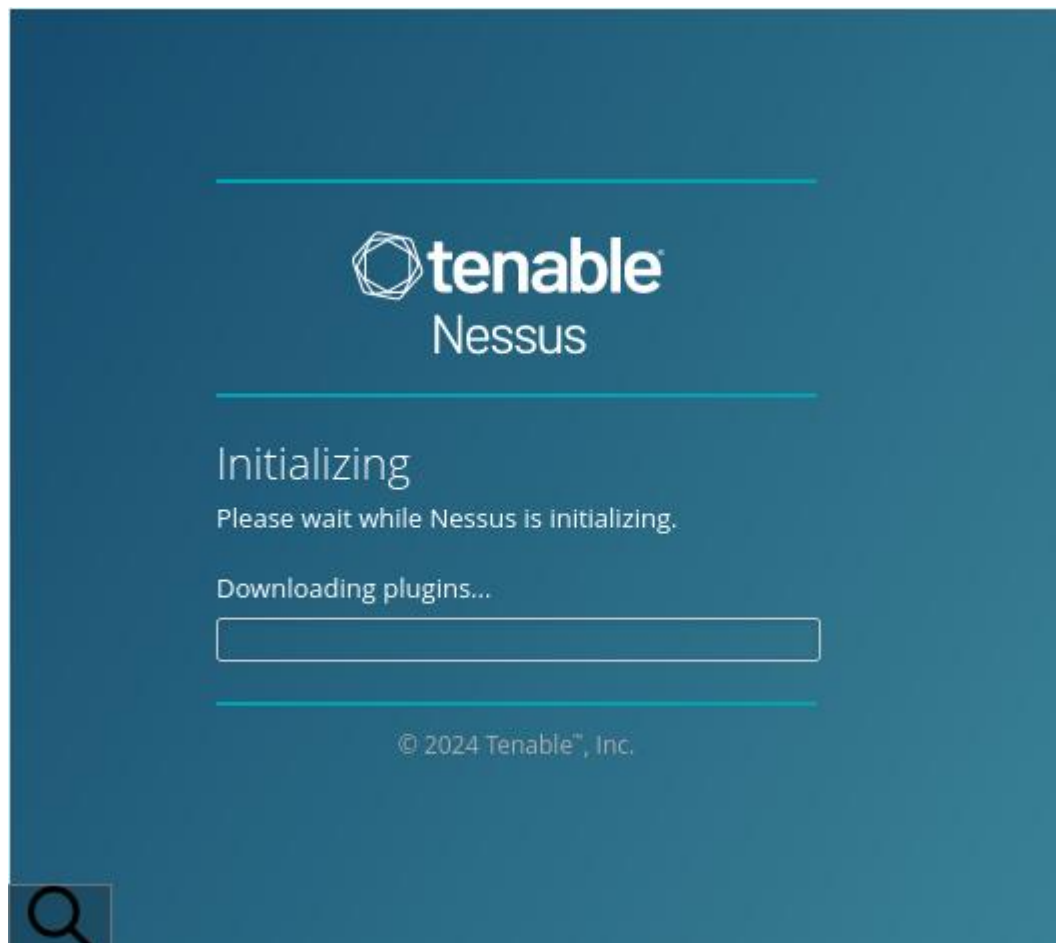 tenable®
Nessus
Initializing
Please wait while Nessus is initializing.
Downloading plugins...
© 2024 Tenable™, Inc.